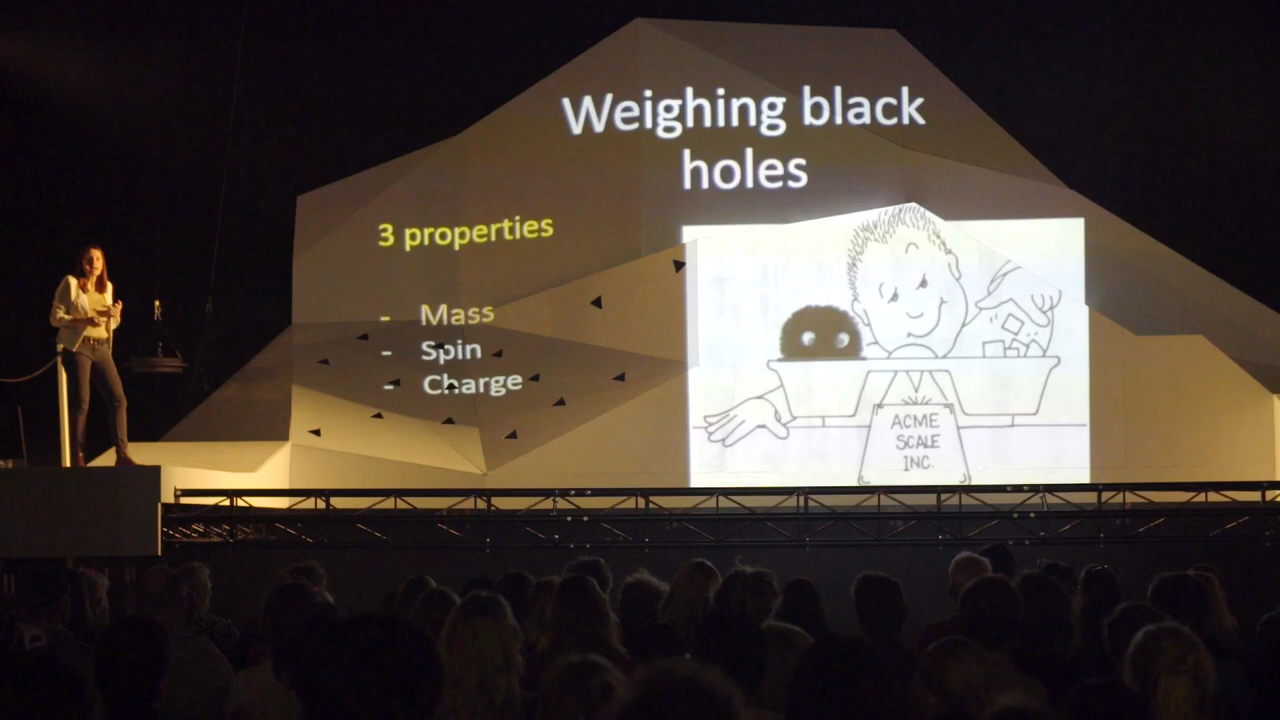 Weighing black
holes
3 properties
- Mass
- Spin
- Charge
ACME
SCALE
INC.